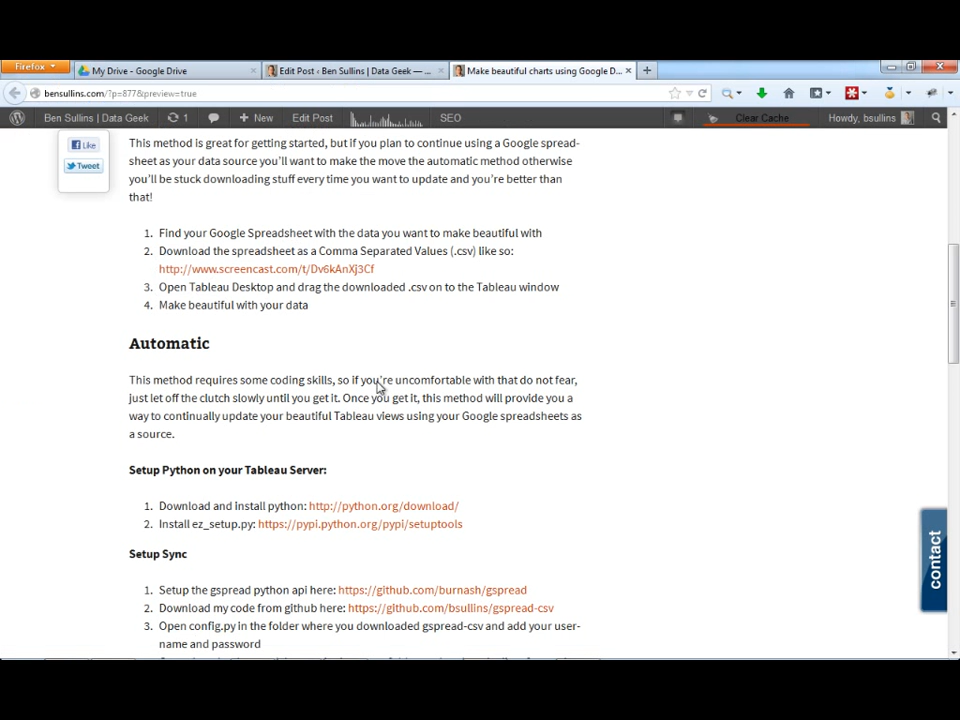 Firefox
My Drive - Google Drive
Edit Post ‹ Ben Sullins | Data Geek — ...
Make beautiful charts using Google D...
bensullins.com/?p=877&preview=true
Ben Sullins | Data Geek
1
+ New
Edit Post
SEO
Clear Cache
Howdy, bsullins
Like
Tweet
This method is great for getting started, but if you plan to continue using a Google spread-
sheet as your data source you'll want to make the move the automatic method otherwise
you'll be stuck downloading stuff every time you want to update and you're better than
that!
1. Find your Google Spreadsheet with the data you want to make beautiful with
2. Download the spreadsheet as a Comma Separated Values (.csv) like so:
http://www.screencast.com/t/Dv6kAnXj3Cf
3. Open Tableau Desktop and drag the downloaded .csv on to the Tableau window
4. Make beautiful with your data
Automatic
This method requires some coding skills, so if you're uncomfortable with that do not fear,
just let off the clutch slowly until you get it. Once you get it, this method will provide you a
way to continually update your beautiful Tableau views using your Google spreadsheets as
a source.
Setup Python on your Tableau Server:
1. Download and install python: http://python.org/download/
2. Install ez_setup.py: https://pypi.python.org/pypi/setuptools
Setup Sync
1. Setup the gspread python api here: https://github.com/burnash/gspread
2. Download my code from github here: https://github.com/bsullins/gspread-csv
3. Open config.py in the folder where you downloaded gspread-csv and add your user-
name and password
contact